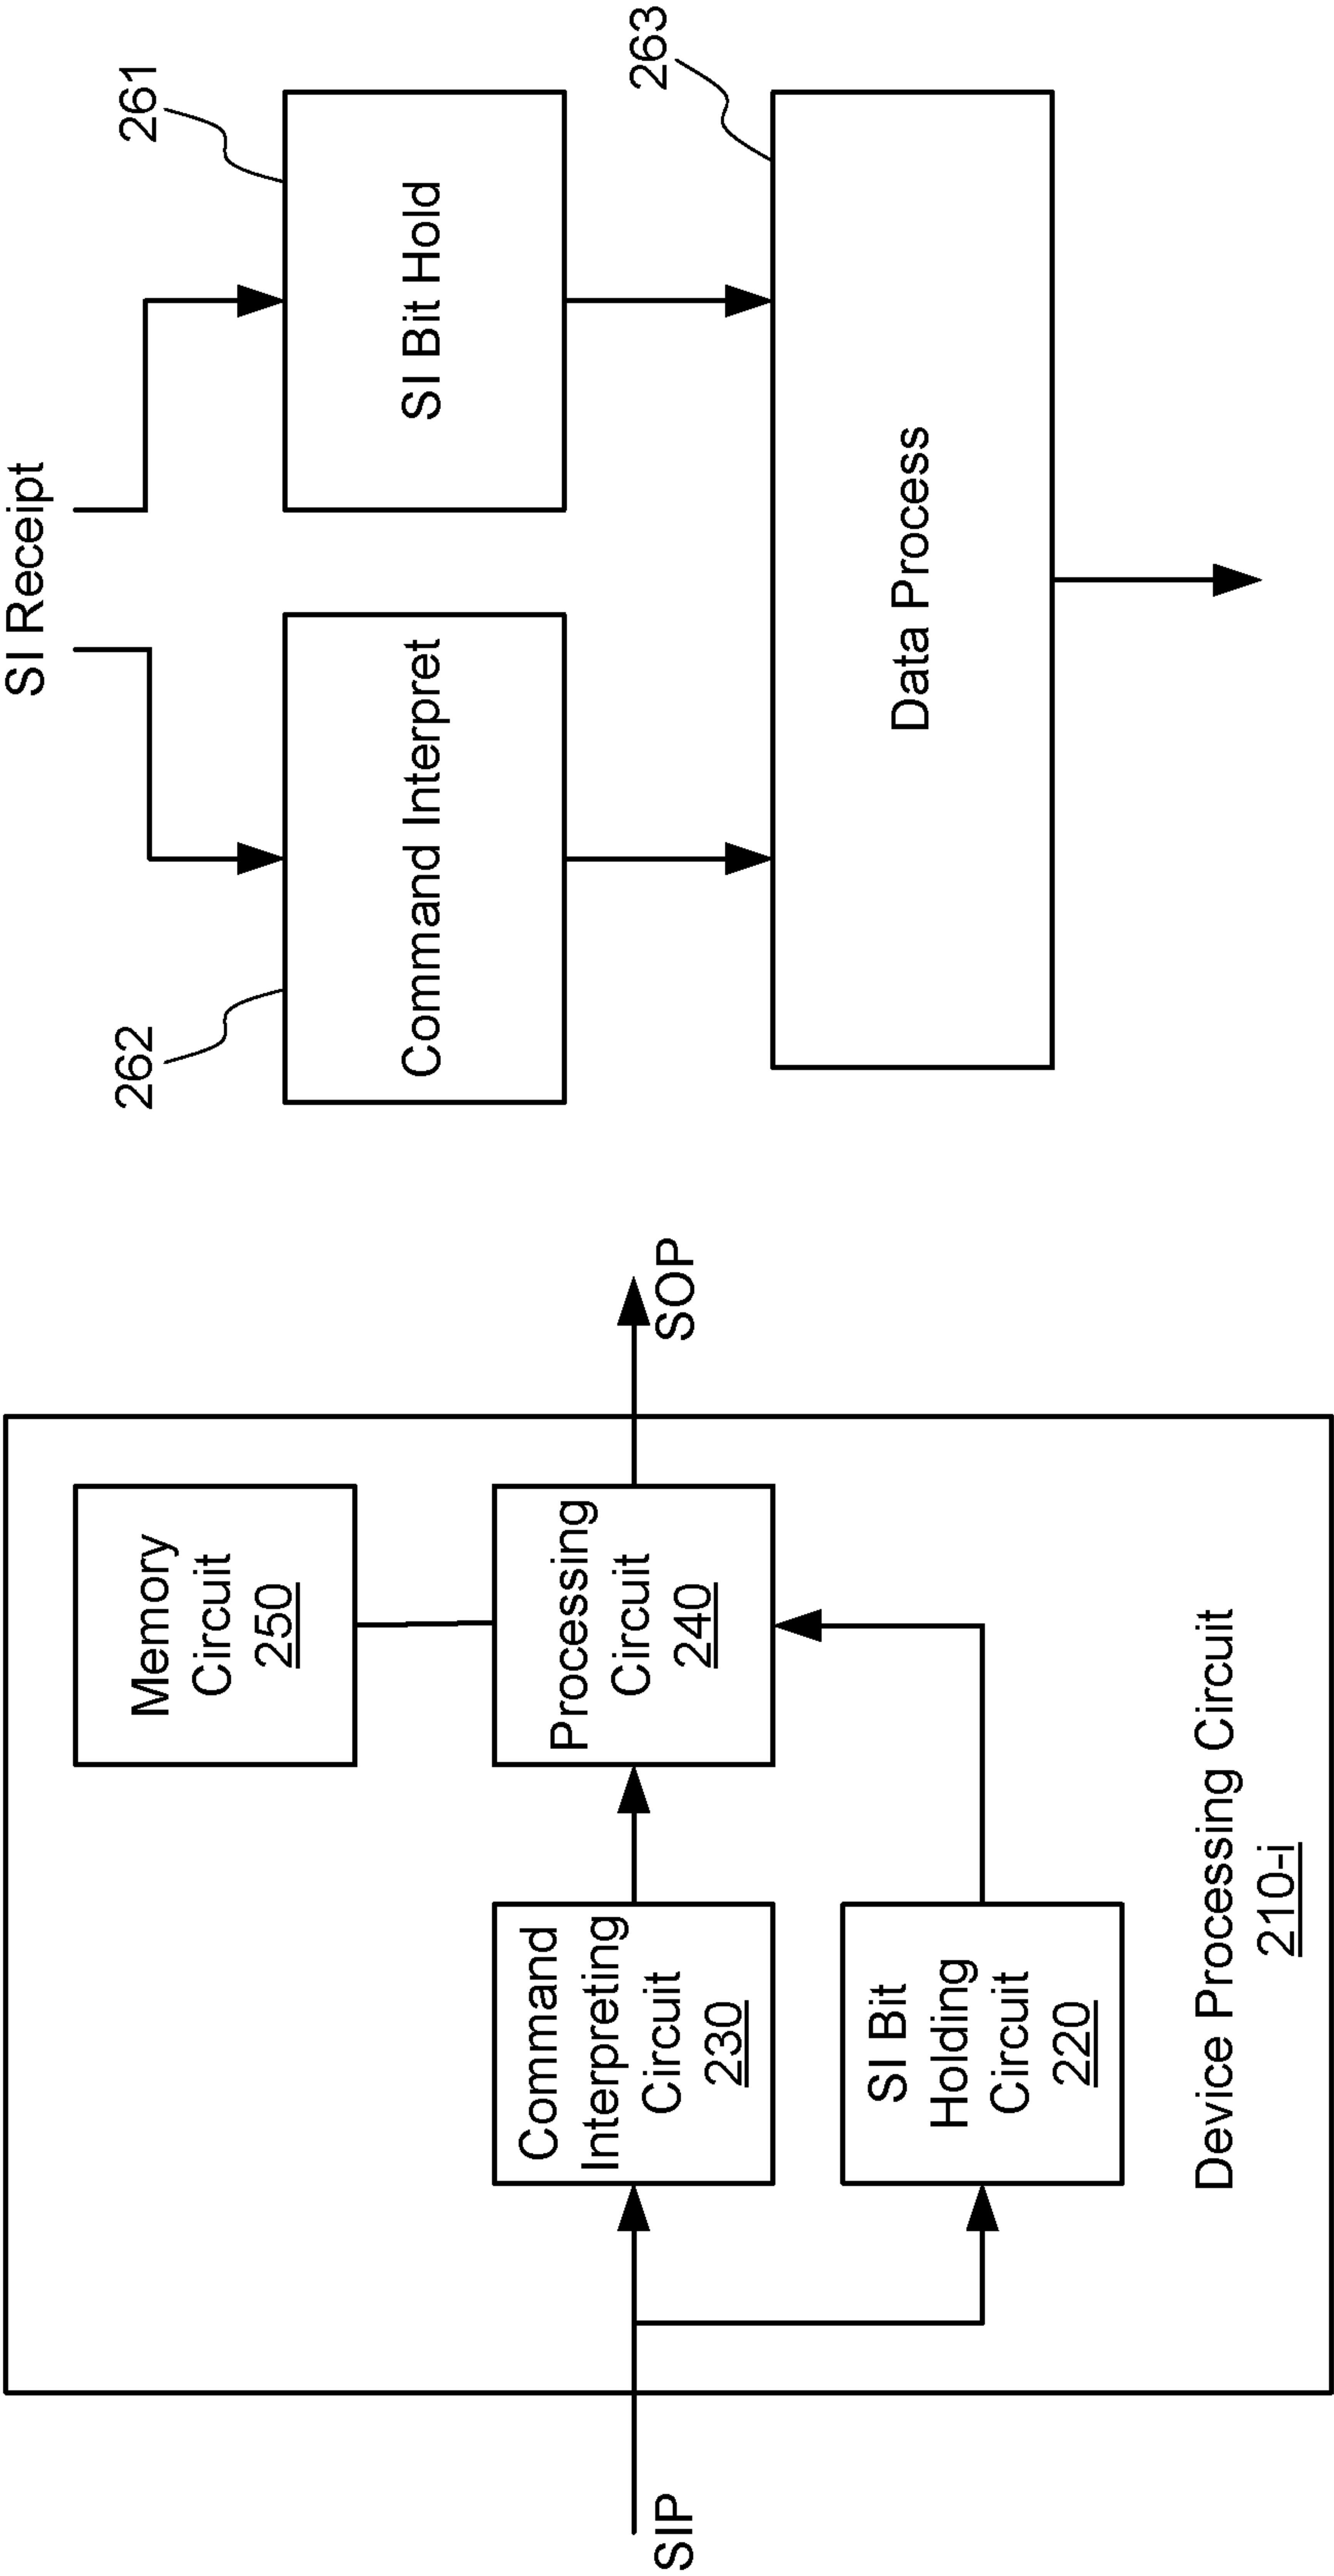 SIP
Command
Interpreting
Circuit
230
SI Bit
Holding
Circuit
220
Memory
Circuit
250
Processing
Circuit
240
SOP
Device Processing Circuit
210-i
SI Receipt
262
Command Interpret
261
SI Bit Hold
263
Data Process